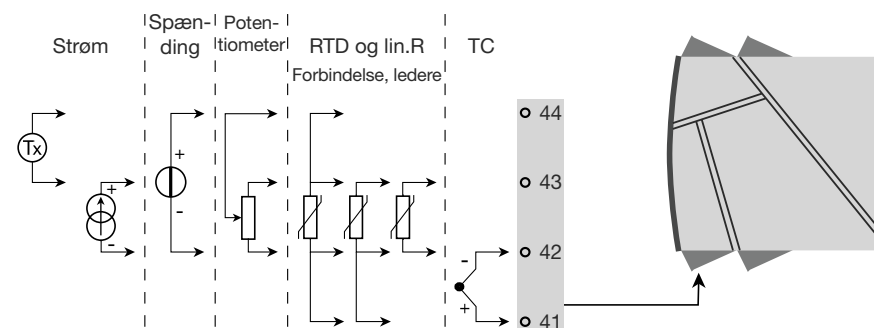 Strøm
Spæn-
ding
Poten-
tiometer
RTD og lin.R
Forbindelse, ledere
TC
Tx
+
-
+
-
-
+
44
43
42
41